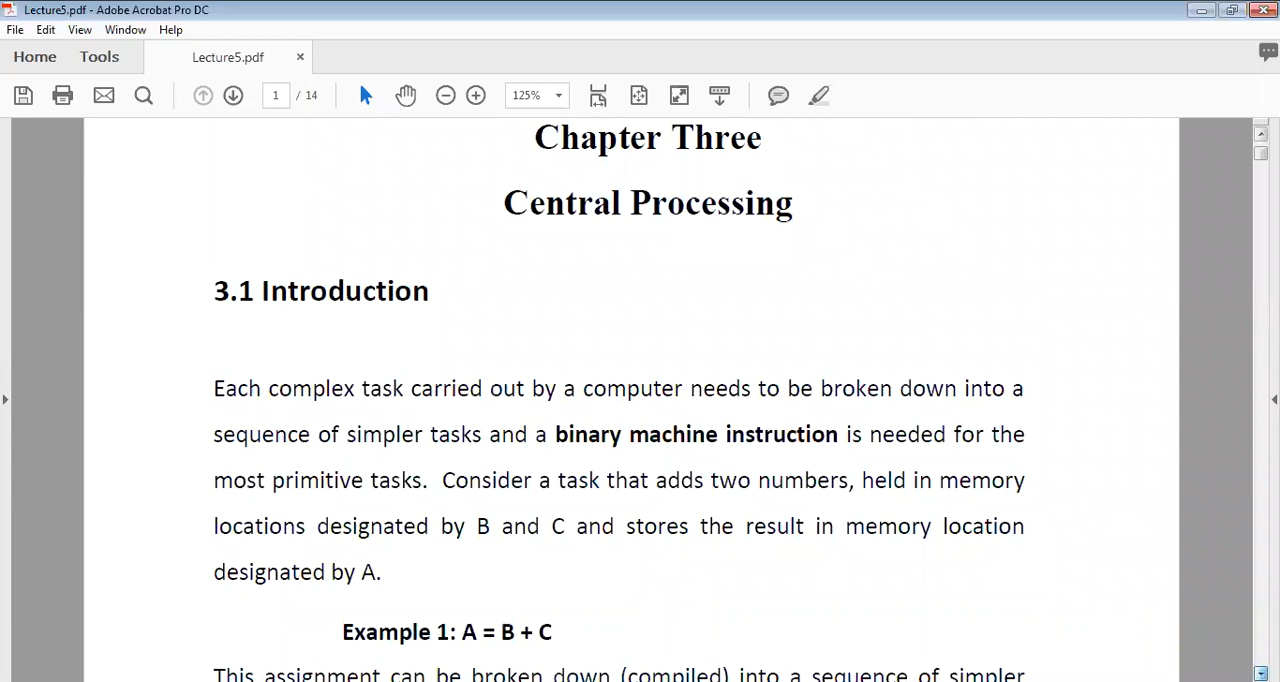 Lecture5.pdf - Adobe Acrobat Pro DC
File Edit View Window Help
Home Tools Lecture5.pdf ×
1 / 14 125%
Chapter Three
Central Processing
3.1 Introduction
Each complex task carried out by a computer needs to be broken down into a
sequence of simpler tasks and a binary machine instruction is needed for the
most primitive tasks. Consider a task that adds two numbers, held in memory
locations designated by B and C and stores the result in memory location
designated by A.
Example 1: A = B + C
This assignment can be broken down (compiled) into a sequence of simpler